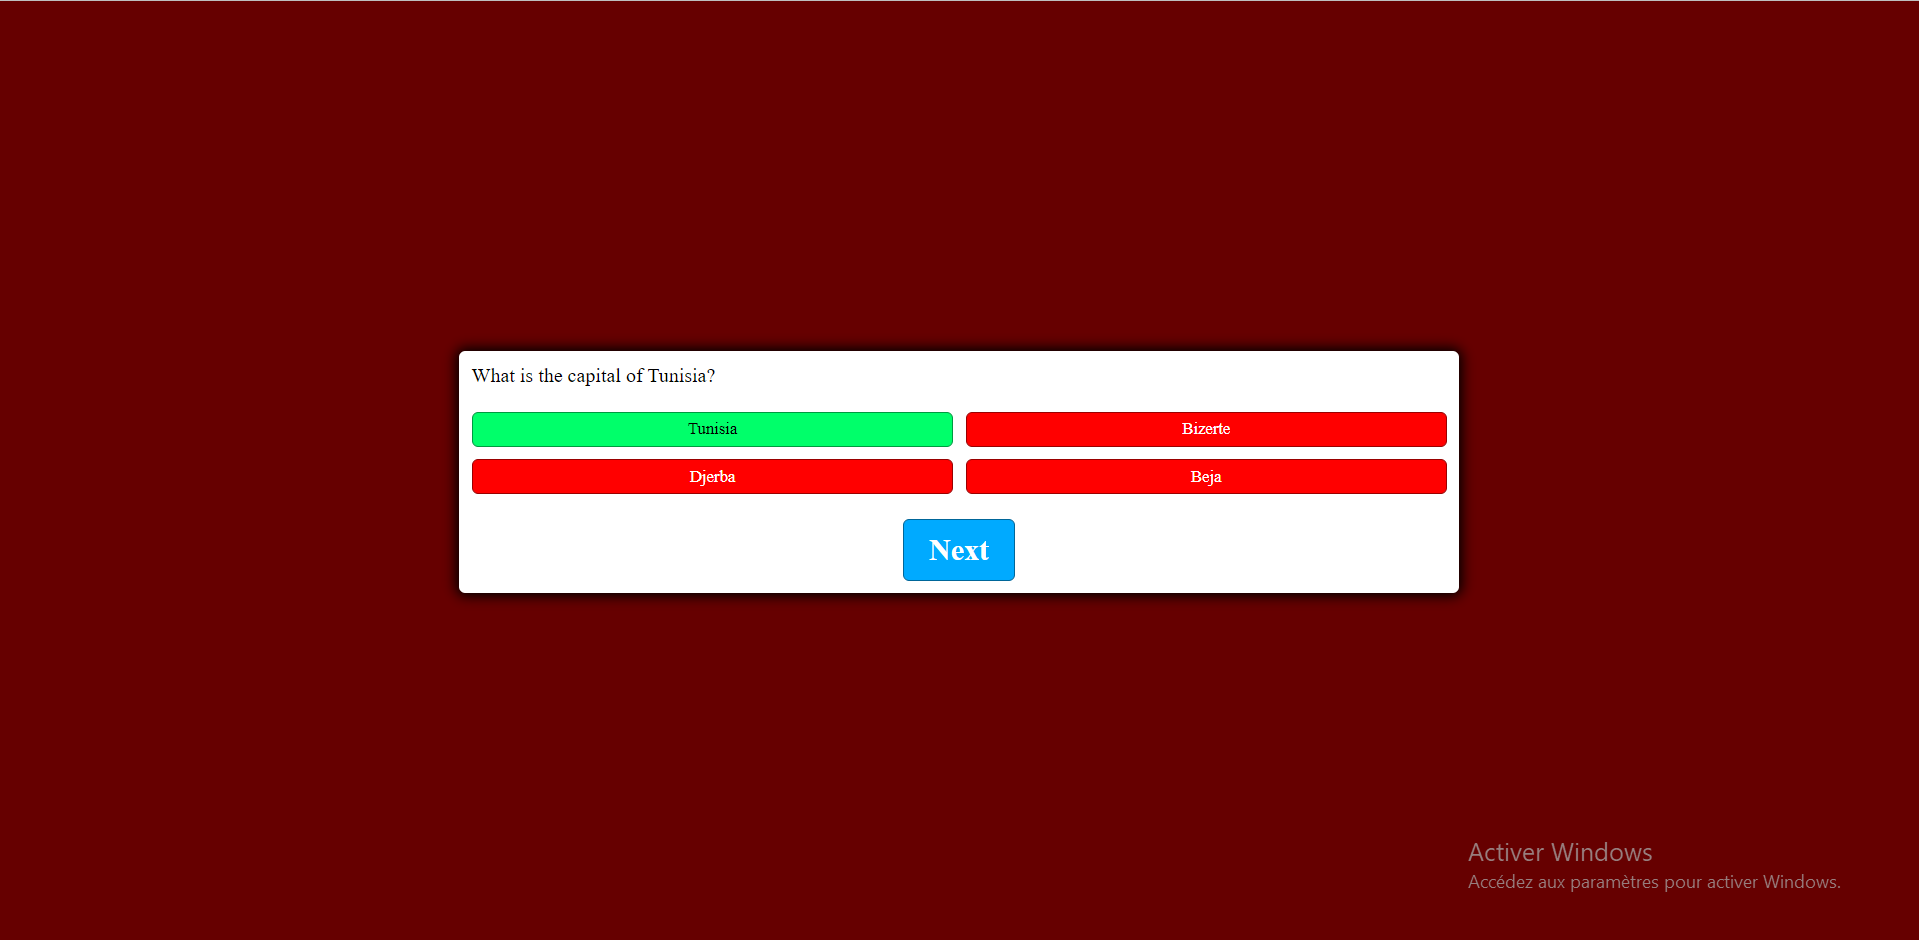 What is the capital of Tunisia?
Tunisia
Bizerte
Djerba
Beja
Next
Activer Windows
Accédez aux paramètres pour activer Windows.